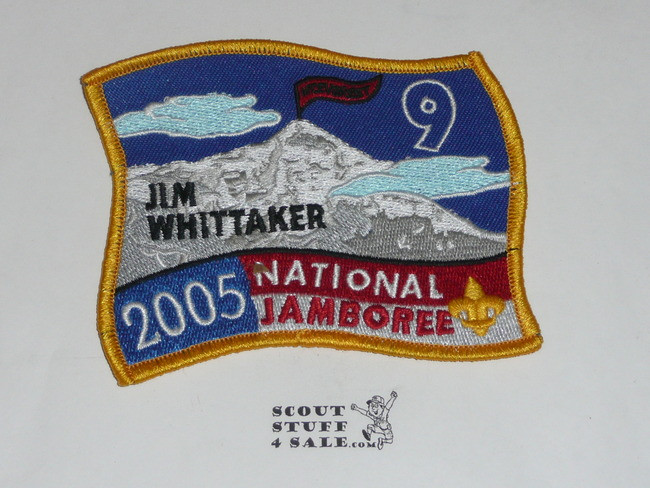 9
JIM
WHITTAKER
2005 NATIONAL
JAMBOREE
SCOUT
STUFF
4 SALE.COM